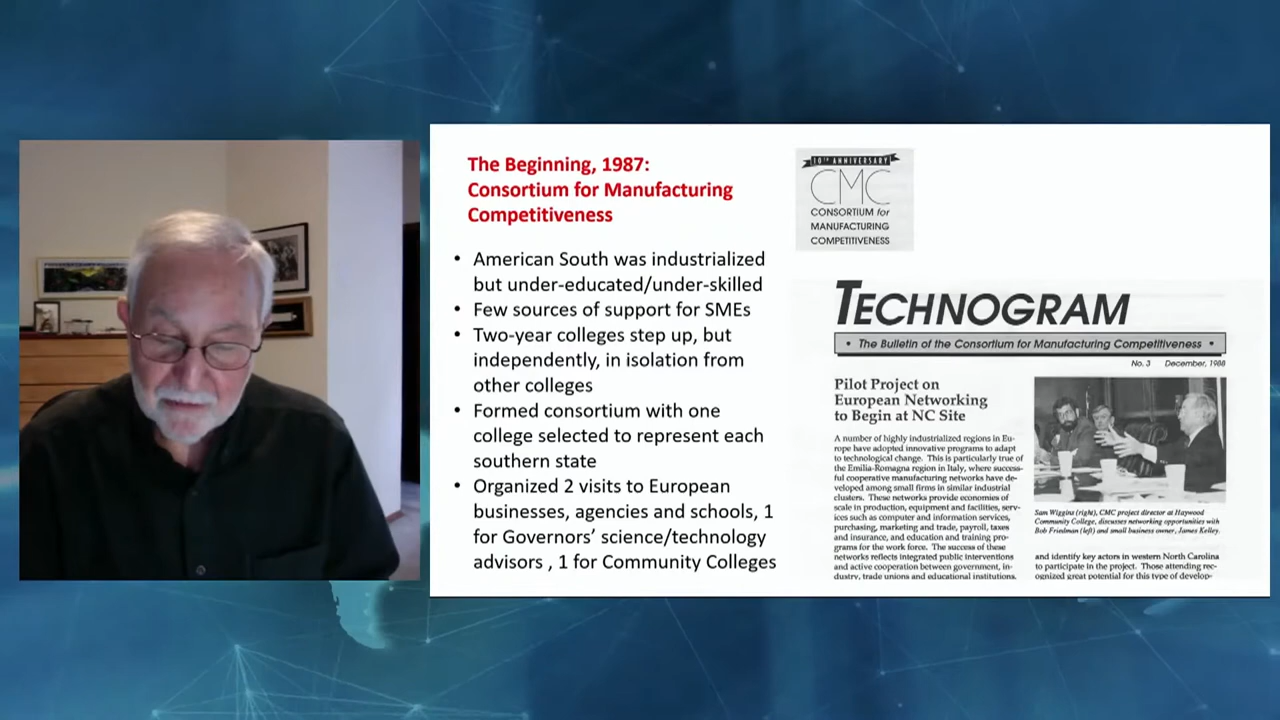 The Beginning, 1987:
Consortium for Manufacturing
Competitiveness
• American South was industrialized
but under-educated/under-skilled
• Few sources of support for SMEs
• Two-year colleges step up, but
independently, in isolation from
other colleges
• Formed consortium with one
college selected to represent each
southern state
• Organized 2 visits to European
businesses, agencies and schools, 1
for Governors’ science/technology
advisors , 1 for Community Colleges
10TH ANNIVERSARY
CMC
CONSORTIUM for
MANUFACTURING
COMPETITIVENESS
TECHNOGRAM
• The Bulletin of the Consortium for Manufacturing Competitiveness •
No. 3 December, 1988
Pilot Project on
European Networking
to Begin at NC Site
A number of highly industrialized regions in Eu-
rope have adopted innovative programs to adapt
to technological change. This is particularly true of
the Emilia-Romagna region in Italy, where success-
ful cooperative manufacturing networks have de-
veloped among small firms in similar industrial
clusters. These networks provide economies of
scale in production, equipment and facilities, serv-
ices such as computer and information services,
purchasing, marketing and trade, payroll, taxes
and insurance, and education and training pro-
grams for the work force. The success of these
networks reflects integrated public interventions
and active cooperation between government, in-
dustry, trade unions and educational institutions.
Sam Wiggins (right), CMC project director at Haywood
Community College, discusses networking opportunities with
Bob Friedman (left) and small business owner, James Kelley.
and identify key actors in western North Carolina
to participate in the project. Those attending rec-
ognized great potential for this type of develop-